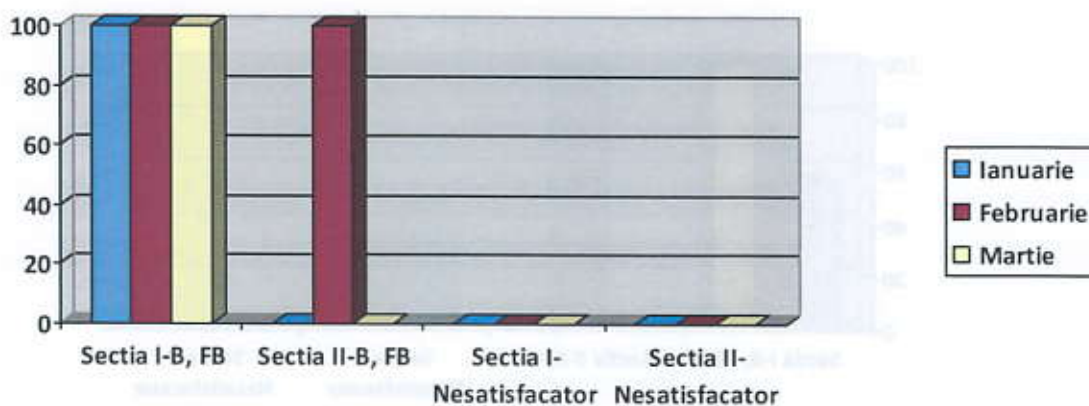 100
80
60
40
20
0
Sectia I-B, FB
Sectia II-B, FB
Sectia I-
Nesatisfacator
Sectia II-
Nesatisfacator
Ianuarie
Februarie
Martie